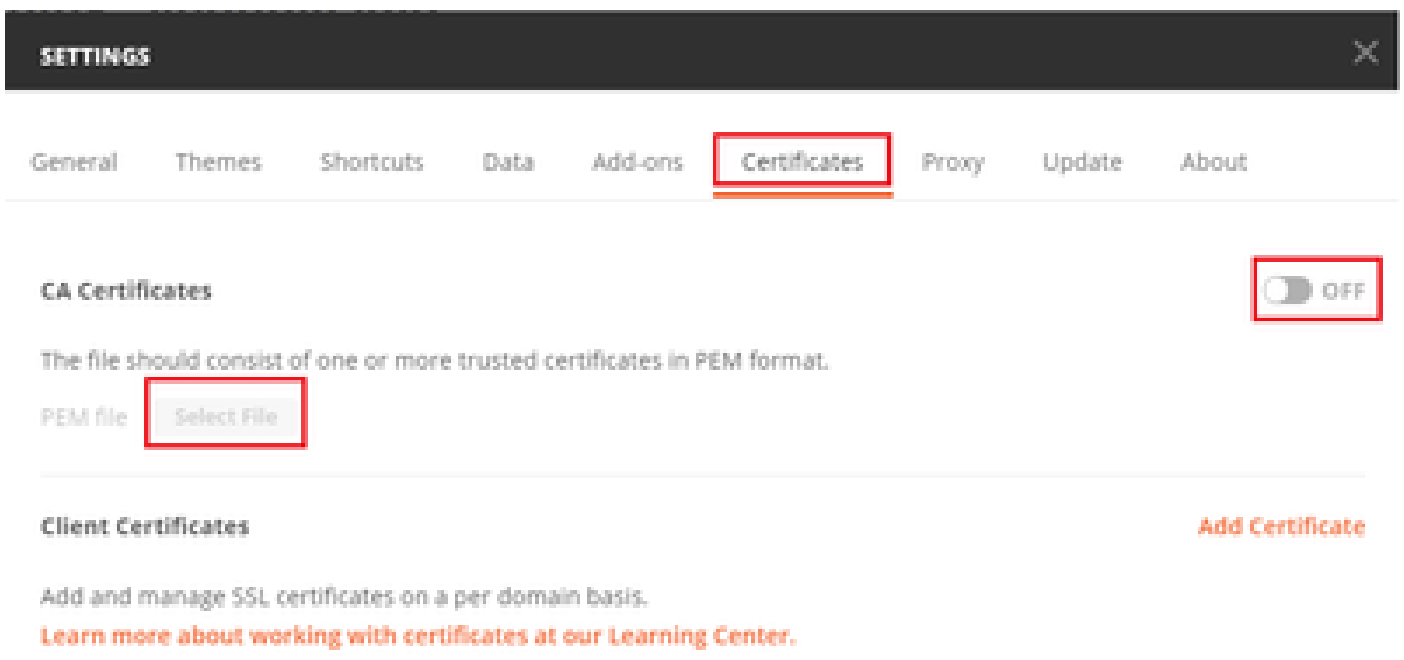 SETTINGS
General Themes Shortcuts Data Add-ons Certificates Proxy Update About
CA Certificates OFF
The file should consist of one or more trusted certificates in PEM format.
PEM file Select File
Client Certificates Add Certificate
Add and manage SSL certificates on a per domain basis.
Learn more about working with certificates at our Learning Center.